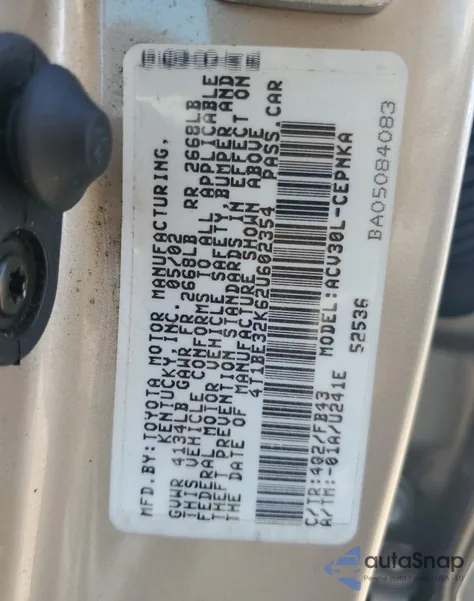 MFD.BY:TOYOTA MOTOR MANUFACTURING,
KENTUCKY,INC. 05/02
GVWR 4134LB GAWR,FR 2668LB RR 2668LB
THIS VEHICLE CONFORMS TO ALL APPLICABLE
FEDERAL MOTOR VEHICLE SAFETY,BUMPER,AND
THEFT PREVENTION STANDARDS IN EFFECT ON
THE DATE OF MANUFACTURE SHOWN ABOVE.
4T1BE32K62U602354 PASS.CAR
C/TR:4Q2/FB43 MODEL:ACV30L-CEPNKA
A/TM:-01A/U241E 52536
BA05084083
autaSnap